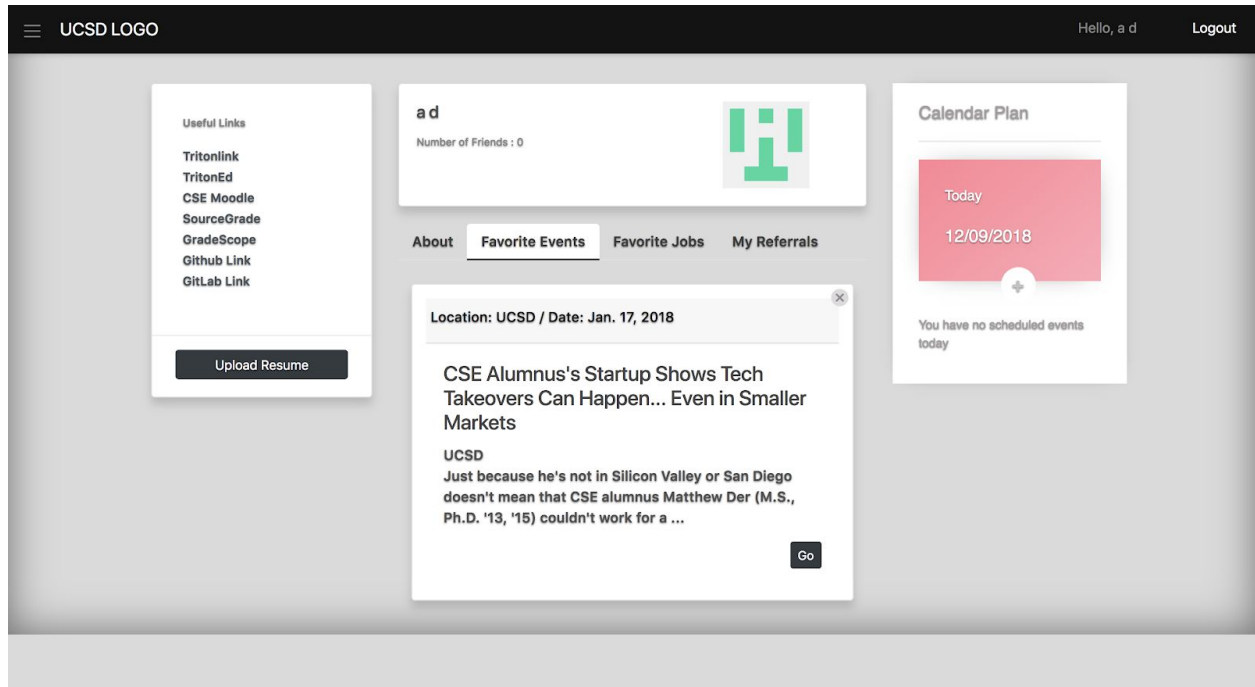 UCSD LOGO
Hello, a d
Logout
Useful Links
Tritonlink
TritonEd
CSE Moodle
SourceGrade
GradeScope
Github Link
GitLab Link
Upload Resume
a d
Number of Friends : 0
About
Favorite Events
Favorite Jobs
My Referrals
Location: UCSD / Date: Jan. 17, 2018
CSE Alumnus's Startup Shows Tech
Takeovers Can Happen... Even in Smaller
Markets
UCSD
Just because he's not in Silicon Valley or San Diego
doesn't mean that CSE alumnus Matthew Der (M.S.,
Ph.D. '13, '15) couldn't work for a ...
Go
Calendar Plan
Today
12/09/2018
You have no scheduled events
today